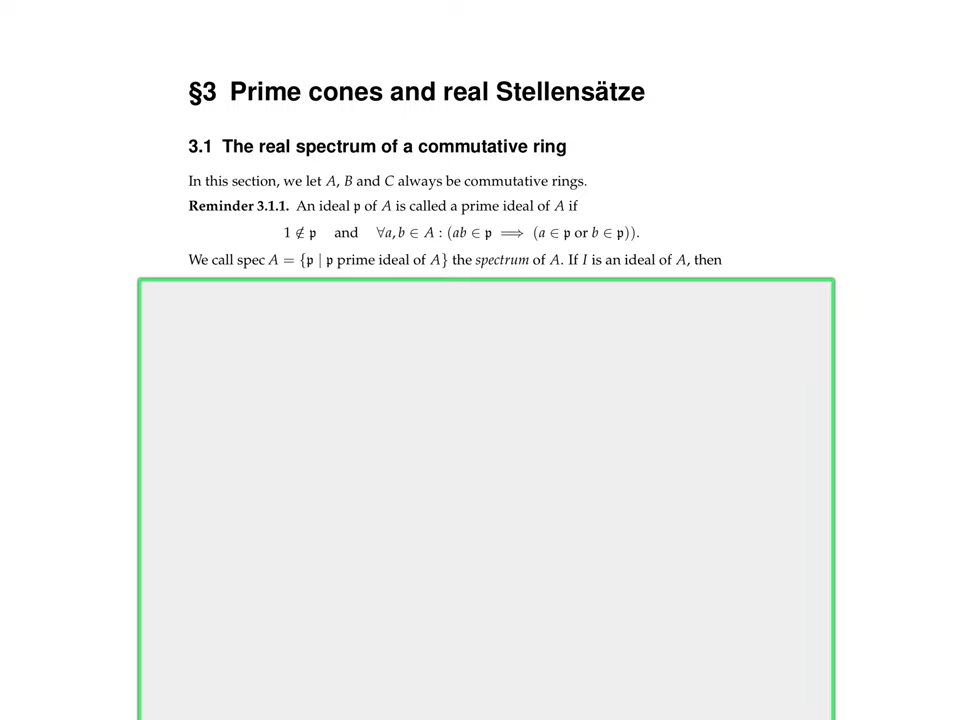 §3 Prime cones and real Stellensätze
3.1 The real spectrum of a commutative ring
In this section, we let A, B and C always be commutative rings.
Reminder 3.1.1. An ideal 𝔭 of A is called a prime ideal of A if
1 ∉ 𝔭 and ∀a, b ∈ A : (ab ∈ 𝔭 ⟹ (a ∈ 𝔭 or b ∈ 𝔭)).
We call spec A = {𝔭 | 𝔭 prime ideal of A} the spectrum of A. If I is an ideal of A, then